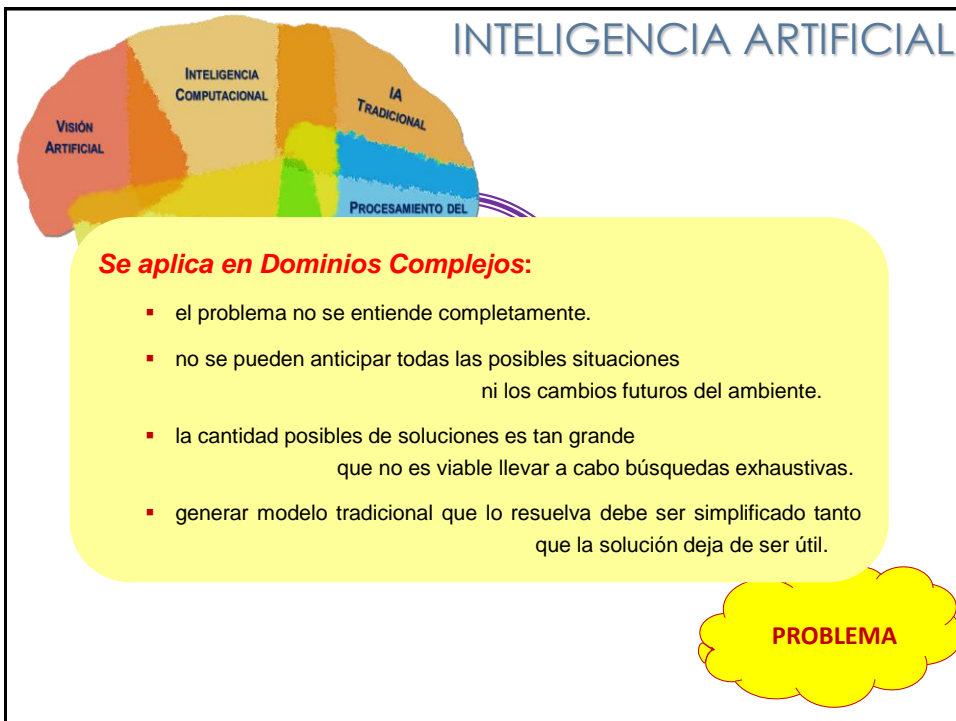 INTELIGENCIA ARTIFICIAL
INTELIGENCIA
COMPUTACIONAL
IA
TRADICIONAL
VISIÓN
ARTIFICIAL
PROCESAMIENTO DEL
Se aplica en Dominios Complejos:
▪ el problema no se entiende completamente.
▪ no se pueden anticipar todas las posibles situaciones
ni los cambios futuros del ambiente.
▪ la cantidad posibles de soluciones es tan grande
que no es viable llevar a cabo búsquedas exhaustivas.
▪ generar modelo tradicional que lo resuelva debe ser simplificado tanto
que la solución deja de ser útil.
PROBLEMA